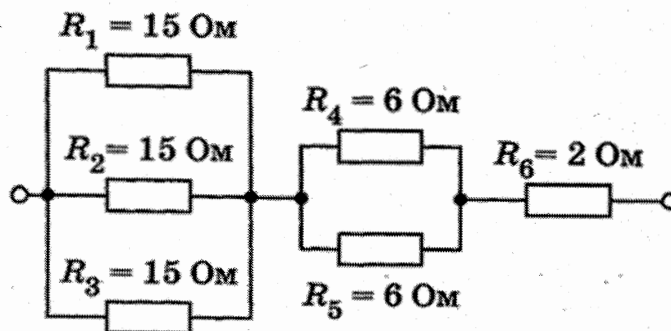 R₁ = 15 Ом
R₂= 15 Ом
R₃ = 15 Ом
R₄ = 6 Ом
R₅ = 6 Ом
R₆= 2 Ом